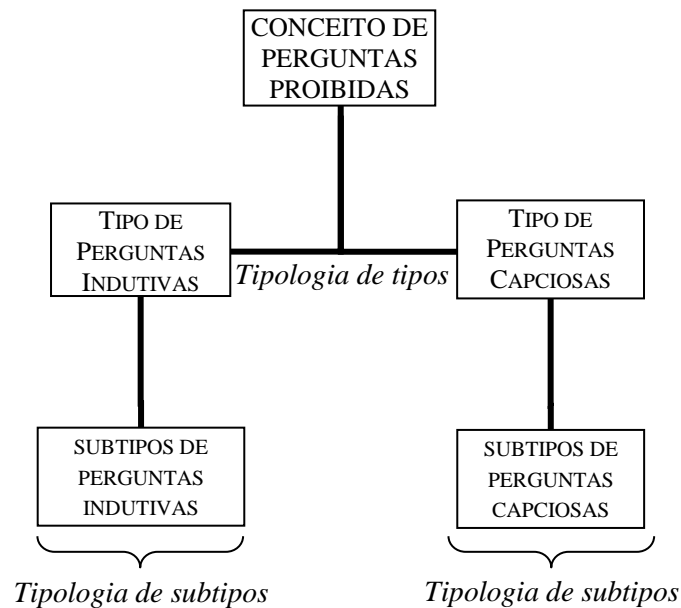 CONCEITO DE
PERGUNTAS
PROIBIDAS
TIPO DE
PERGUNTAS
INDUTIVAS
Tipologia de tipos
TIPO DE
PERGUNTAS
CAPCIOSAS
SUBTIPOS DE
PERGUNTAS
INDUTIVAS
SUBTIPOS DE
PERGUNTAS
CAPCIOSAS
Tipologia de subtipos
Tipologia de subtipos